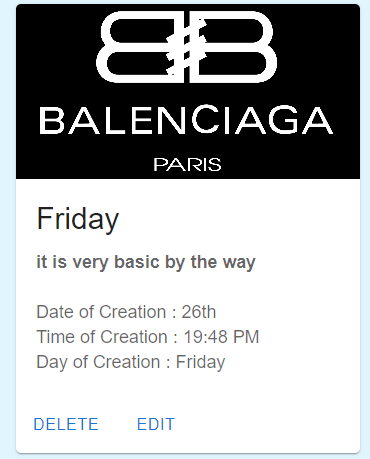 BALENCIAGA
PARIS
Friday
it is very basic by the way
Date of Creation : 26th
Time of Creation : 19:48 PM
Day of Creation : Friday
DELETE EDIT